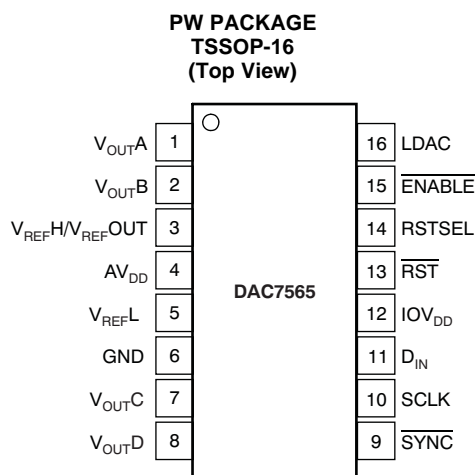 PW PACKAGE
TSSOP-16
(Top View)
VOUTA 1 16 LDAC
VOUTB 2 15 ENABLE
VREFH/VREFOUT 3 14 RSTSEL
AVDD 4 13 RST
DAC7565
VREFL 5 12 IOVDD
GND 6 11 DIN
VOUTC 7 10 SCLK
VOUTD 8 9 SYNC